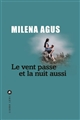 MILENA AGUS
Le vent passe
et la nuit aussi